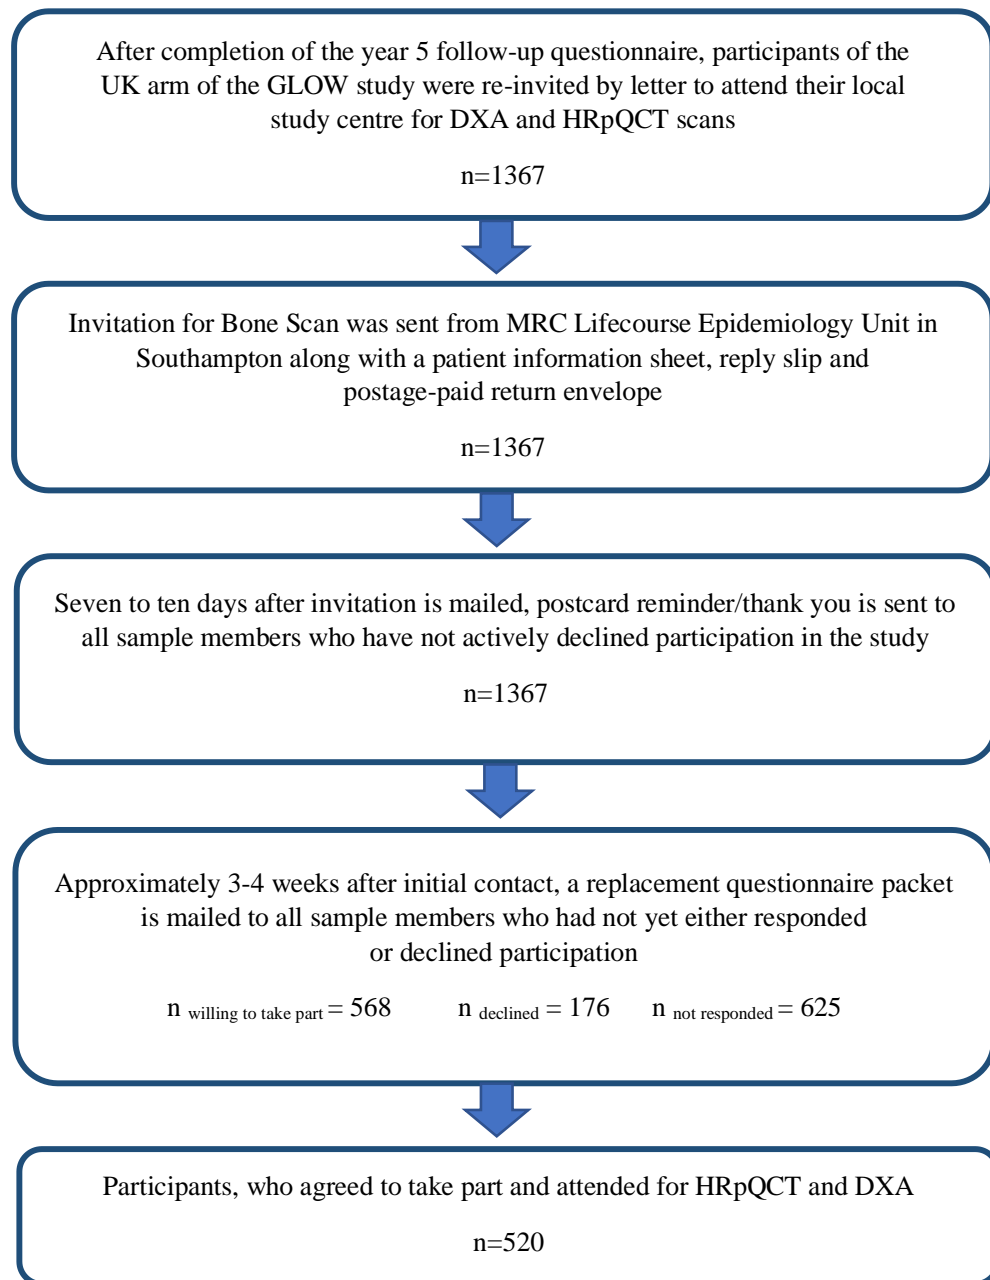 After completion of the year 5 follow-up questionnaire, participants of the
UK arm of the GLOW study were re-invited by letter to attend their local
study centre for DXA and HRpQCT scans
n=1367
Invitation for Bone Scan was sent from MRC Lifecourse Epidemiology Unit in
Southampton along with a patient information sheet, reply slip and
postage-paid return envelope
n=1367
Seven to ten days after invitation is mailed, postcard reminder/thank you is sent to
all sample members who have not actively declined participation in the study
n=1367
Approximately 3-4 weeks after initial contact, a replacement questionnaire packet
is mailed to all sample members who had not yet either responded
or declined participation
n willing to take part = 568 n declined = 176 n not responded = 625
Participants, who agreed to take part and attended for HRpQCT and DXA
n=520